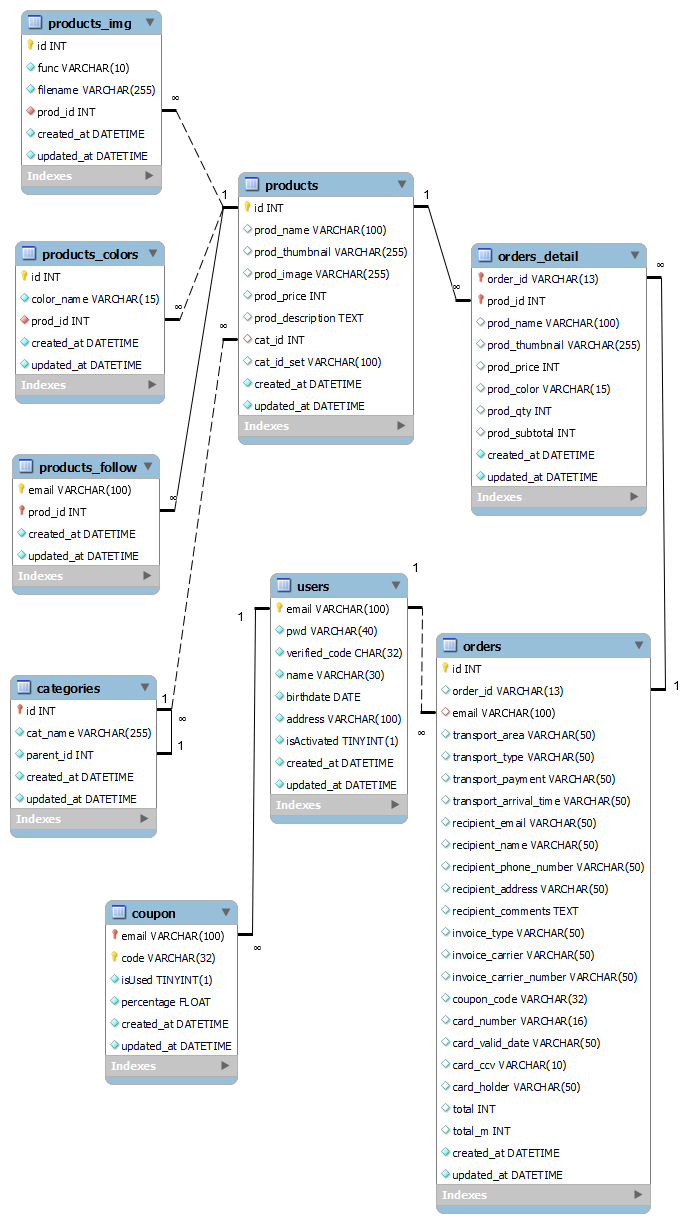 products_img
id INT
func VARCHAR(10)
filename VARCHAR(255)
prod_id INT
created_at DATETIME
updated_at DATETIME
Indexes
∞
1
products
id INT
prod_name VARCHAR(100)
prod_thumbnail VARCHAR(255)
prod_image VARCHAR(255)
prod_price INT
prod_description TEXT
cat_id INT
cat_id_set VARCHAR(100)
created_at DATETIME
updated_at DATETIME
Indexes
1
∞
∞
products_colors
id INT
color_name VARCHAR(15)
prod_id INT
created_at DATETIME
updated_at DATETIME
Indexes
∞
orders_detail
order_id VARCHAR(13)
prod_id INT
prod_name VARCHAR(100)
prod_thumbnail VARCHAR(255)
prod_price INT
prod_color VARCHAR(15)
prod_qty INT
prod_subtotal INT
created_at DATETIME
updated_at DATETIME
Indexes
∞
products_follow
email VARCHAR(100)
prod_id INT
created_at DATETIME
updated_at DATETIME
Indexes
∞
users
email VARCHAR(100)
pwd VARCHAR(40)
verified_code CHAR(32)
name VARCHAR(30)
birthdate DATE
address VARCHAR(100)
isActivated TINYINT(1)
created_at DATETIME
updated_at DATETIME
Indexes
1
1
∞
categories
id INT
cat_name VARCHAR(255)
parent_id INT
created_at DATETIME
updated_at DATETIME
Indexes
1
∞
1
orders
id INT
order_id VARCHAR(13)
email VARCHAR(100)
transport_area VARCHAR(50)
transport_type VARCHAR(50)
transport_payment VARCHAR(50)
transport_arrival_time VARCHAR(50)
recipient_email VARCHAR(50)
recipient_name VARCHAR(50)
recipient_phone_number VARCHAR(50)
recipient_address VARCHAR(50)
recipient_comments TEXT
invoice_type VARCHAR(50)
invoice_carrier VARCHAR(50)
invoice_carrier_number VARCHAR(50)
coupon_code VARCHAR(32)
card_number VARCHAR(16)
card_valid_date VARCHAR(50)
card_ccv VARCHAR(10)
card_holder VARCHAR(50)
total INT
total_m INT
created_at DATETIME
updated_at DATETIME
Indexes
1
coupon
email VARCHAR(100)
code VARCHAR(32)
isUsed TINYINT(1)
percentage FLOAT
created_at DATETIME
updated_at DATETIME
Indexes
∞